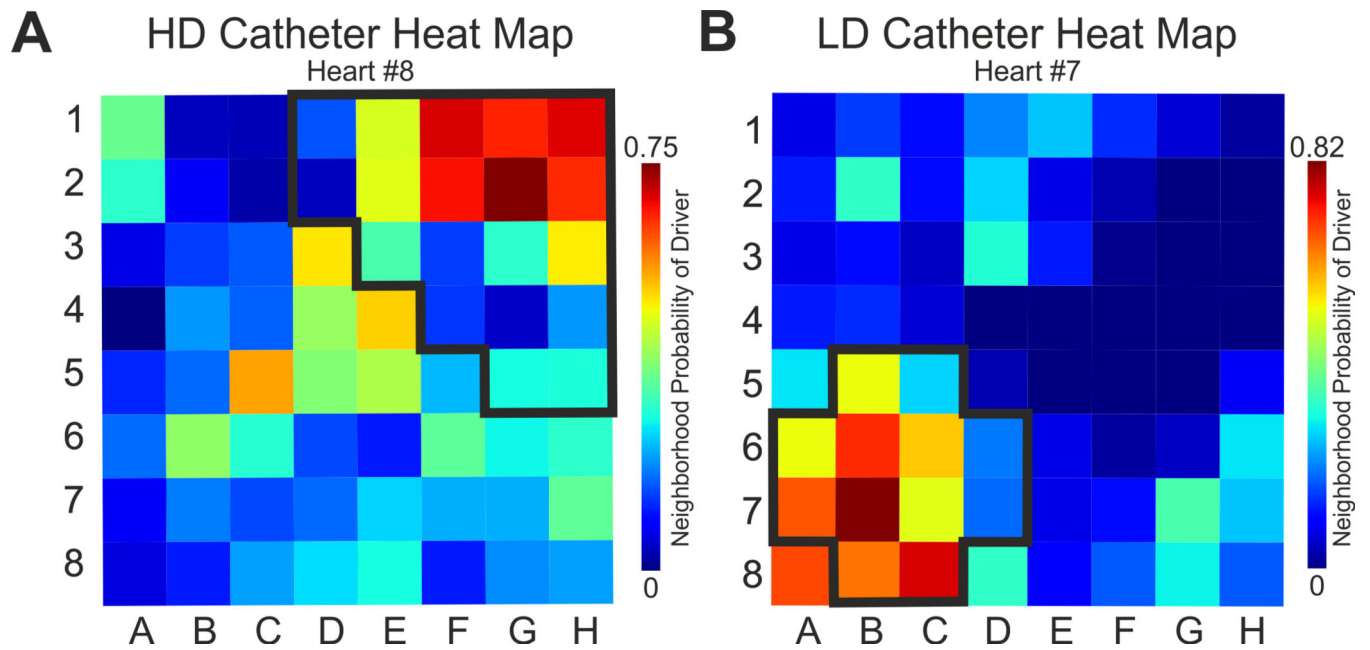 A HD Catheter Heat Map
Heart #8
1
2
3
4
5
6
7
8
A B C D E F G H
0.75
Neighborhood Probability of Driver
0
B LD Catheter Heat Map
Heart #7
1
2
3
4
5
6
7
8
A B C D E F G H
0.82
Neighborhood Probability of Driver
0